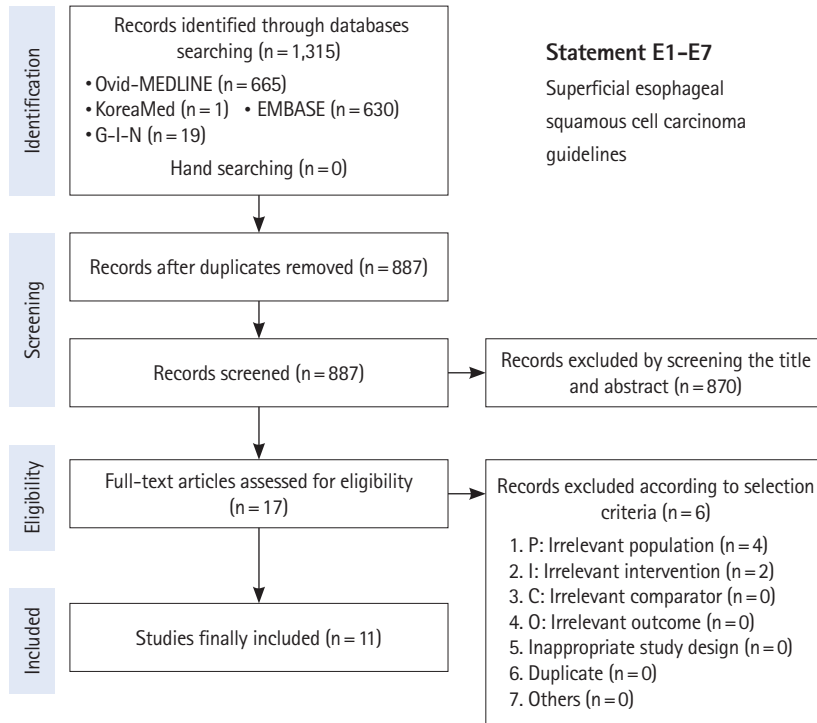 Identification
Records identified through databases
searching (n=1,315)
• Ovid-MEDLINE (n=665)
• KoreaMed (n=1) • EMBASE (n=630)
• G-I-N (n=19)
Hand searching (n=0)
Statement E1-E7
Superficial esophageal
squamous cell carcinoma
guidelines
Screening
Records after duplicates removed (n=887)
Records screened (n=887)
Records excluded by screening the title
and abstract (n=870)
Eligibility
Full-text articles assessed for eligibility
(n=17)
Records excluded according to selection
criteria (n=6)
1. P: Irrelevant population (n=4)
2. I: Irrelevant intervention (n=2)
3. C: Irrelevant comparator (n=0)
4. O: Irrelevant outcome (n=0)
5. Inappropriate study design (n=0)
6. Duplicate (n=0)
7. Others (n=0)
Included
Studies finally included (n=11)